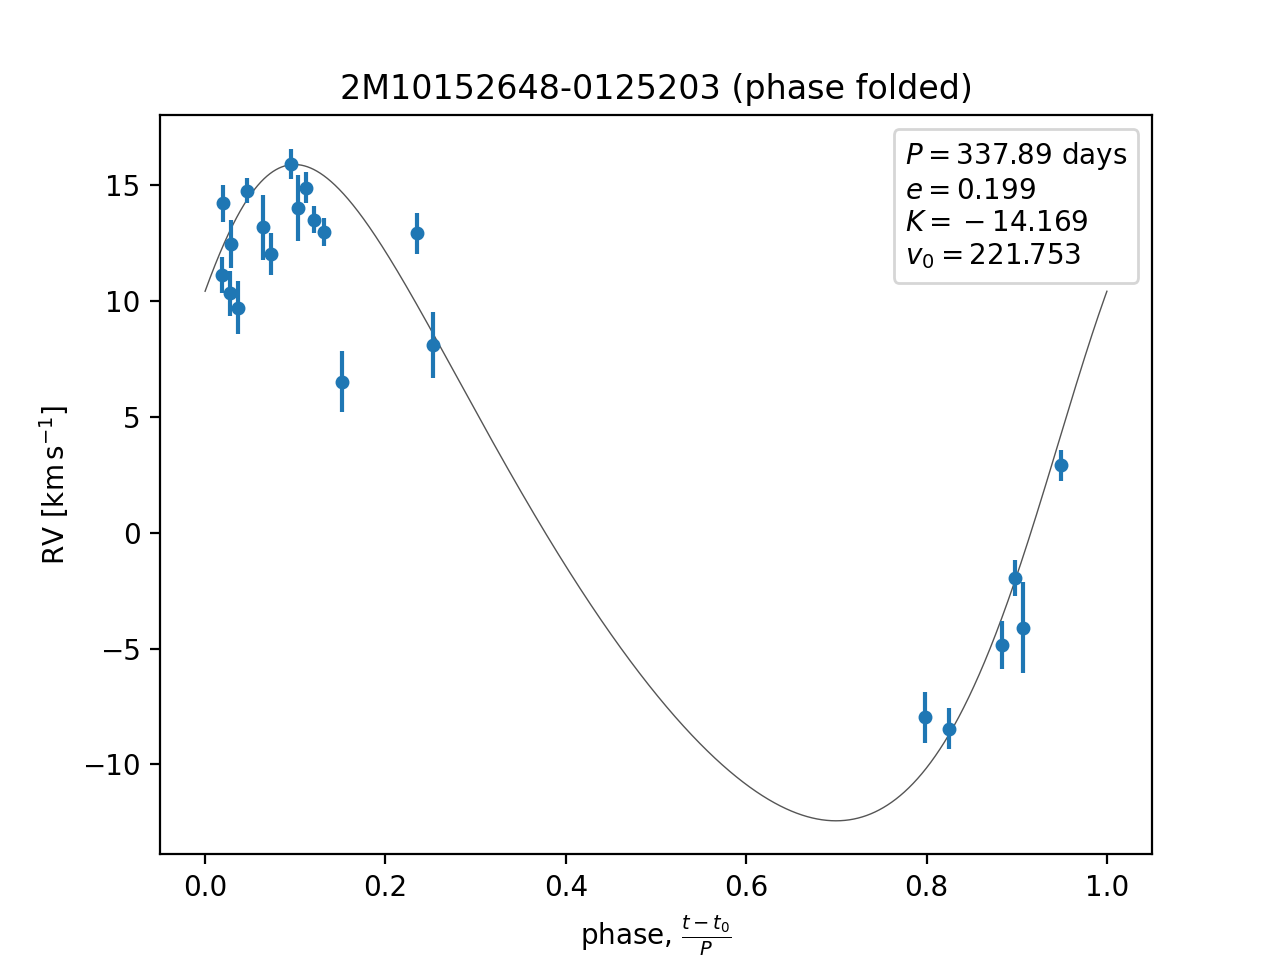 2M10152648-0125203 (phase folded)
P = 337.89 days
e = 0.199
K = −14.169
v₀ = 221.753
15
10
5
0
−5
−10
RV [km s⁻¹]
0.0 0.2 0.4 0.6 0.8 1.0
phase, (t − t₀)/P